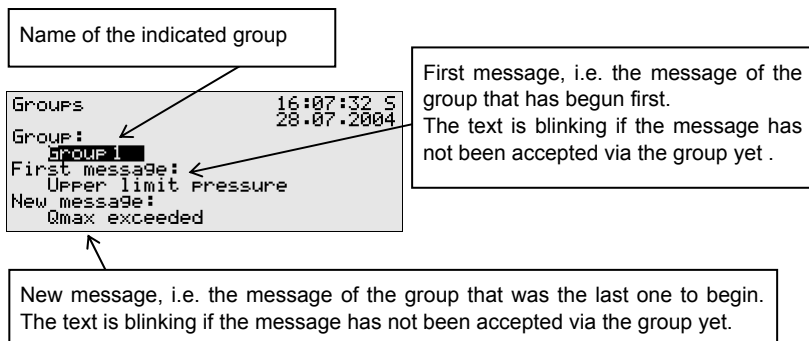 Name of the indicated group
First message, i.e. the message of the
group that has begun first.
The text is blinking if the message has
not been accepted via the group yet .
Groups 16:07:32 S
28.07.2004
Group:
Group 1
First message:
Upper limit pressure
New message:
Qmax exceeded
New message, i.e. the message of the group that was the last one to begin.
The text is blinking if the message has not been accepted via the group yet.